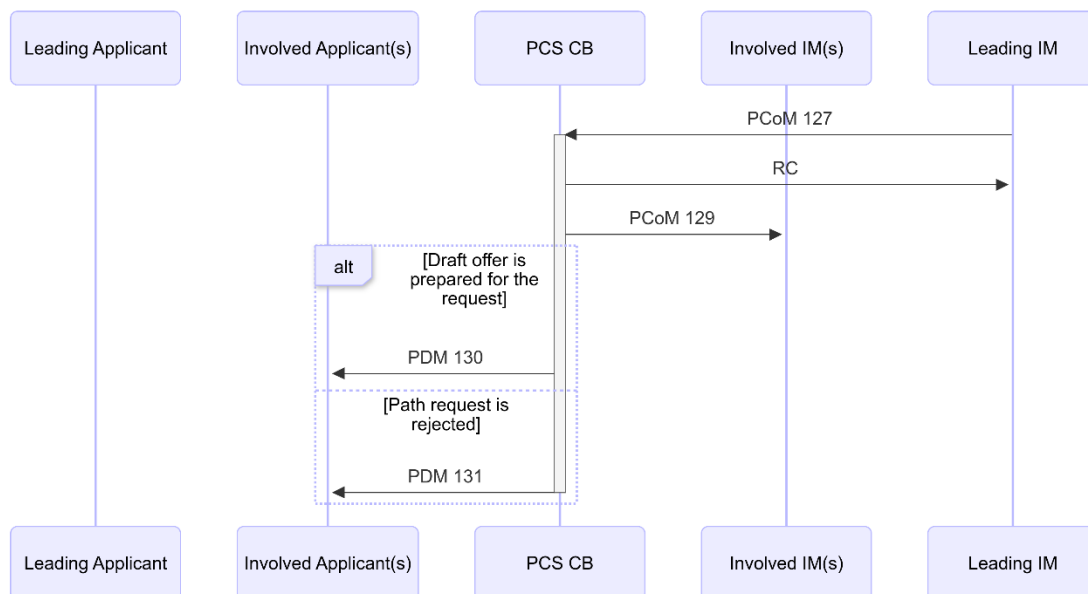 Leading Applicant
Involved Applicant(s)
PCS CB
Involved IM(s)
Leading IM
PCoM 127
RC
PCoM 129
alt
[Draft offer is
prepared for the
request]
PDM 130
[Path request is
rejected]
PDM 131
Leading Applicant
Involved Applicant(s)
PCS CB
Involved IM(s)
Leading IM